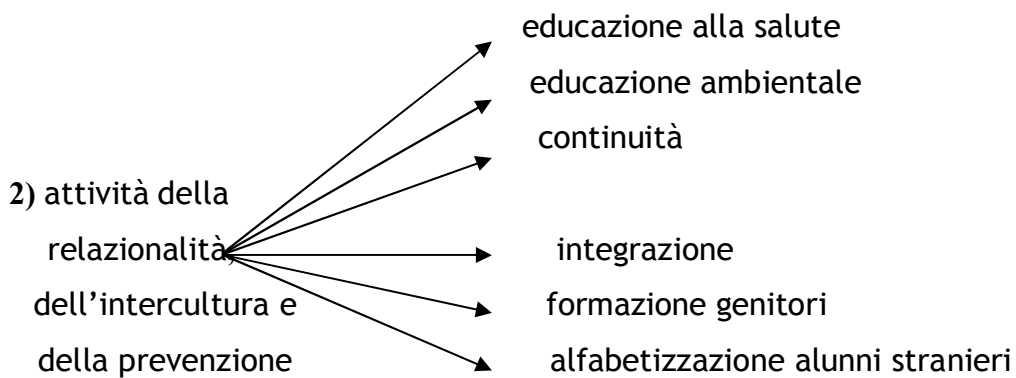 educazione alla salute
educazione ambientale
continuità
2) attività della
relazionalità,
dell’intercultura e
della prevenzione
integrazione
formazione genitori
alfabetizzazione alunni stranieri